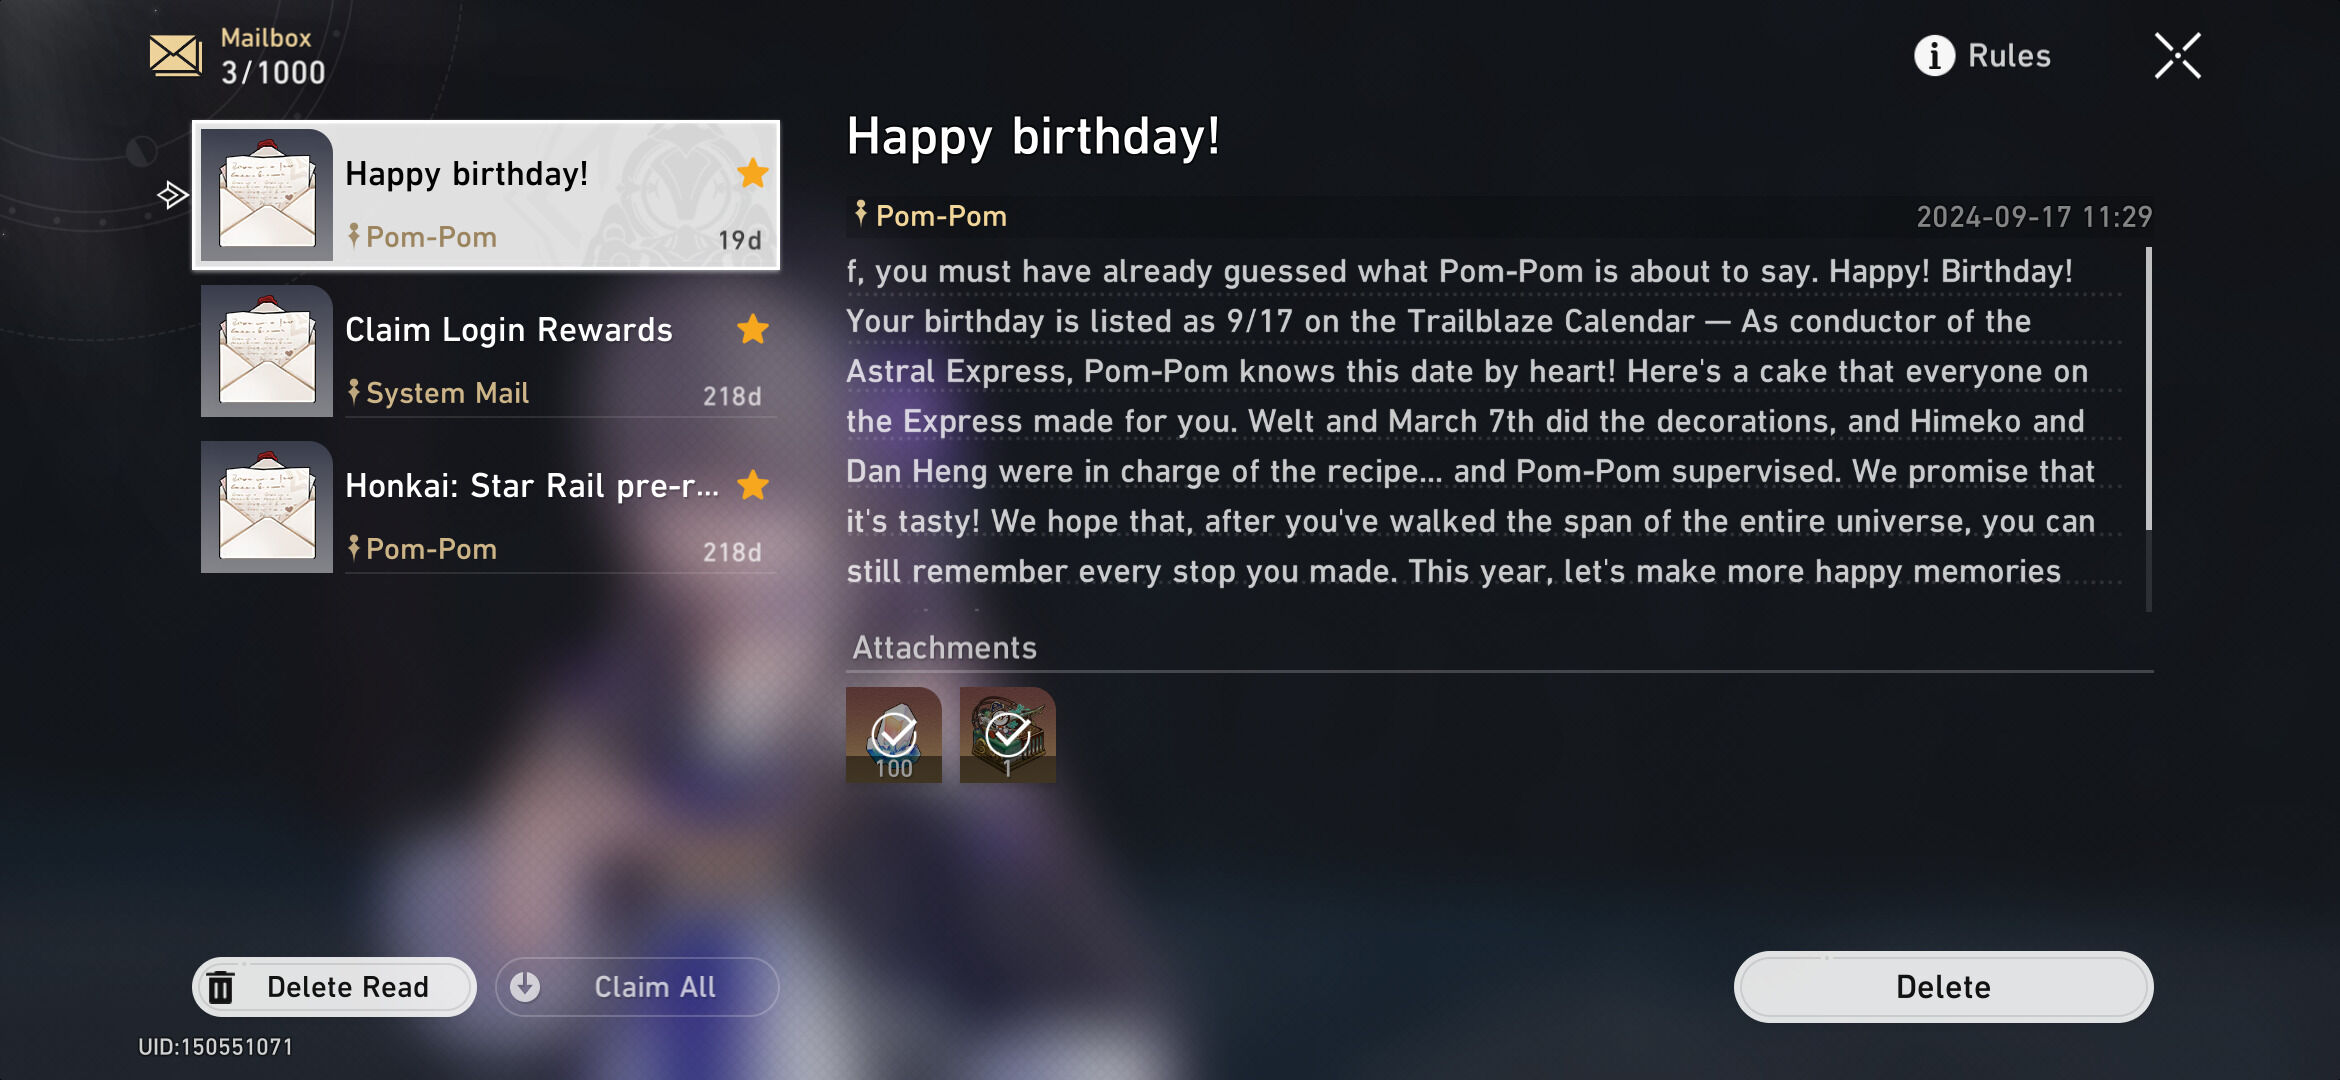 Mailbox
3/1000
Rules
Happy birthday!
Pom-Pom
19d
Claim Login Rewards
System Mail
218d
Honkai: Star Rail pre-r...
Pom-Pom
218d
Happy birthday!
Pom-Pom
2024-09-17 11:29
f, you must have already guessed what Pom-Pom is about to say. Happy! Birthday!
Your birthday is listed as 9/17 on the Trailblaze Calendar — As conductor of the
Astral Express, Pom-Pom knows this date by heart! Here's a cake that everyone on
the Express made for you. Welt and March 7th did the decorations, and Himeko and
Dan Heng were in charge of the recipe... and Pom-Pom supervised. We promise that
it's tasty! We hope that, after you've walked the span of the entire universe, you can
still remember every stop you made. This year, let's make more happy memories
Attachments
100
1
Delete Read
Claim All
Delete
UID:150551071